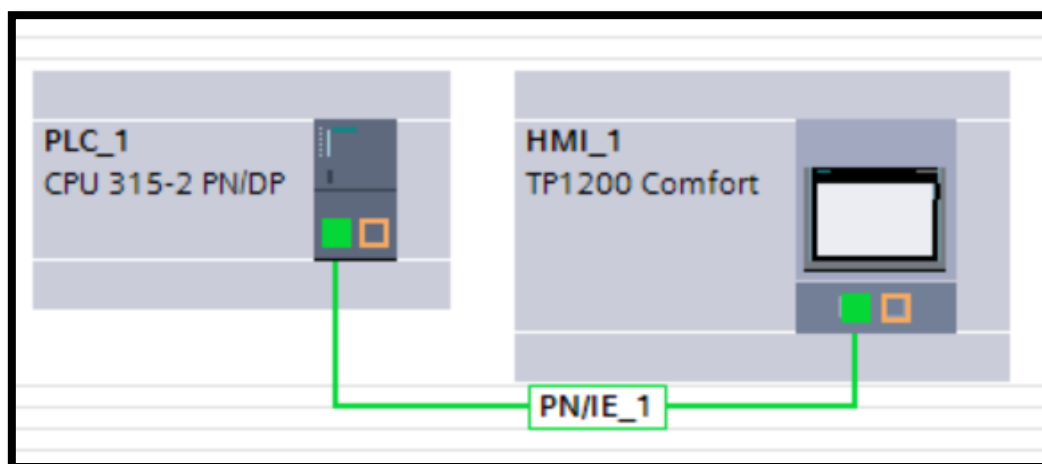 PLC_1
CPU 315-2 PN/DP
HMI_1
TP1200 Comfort
PN/IE_1